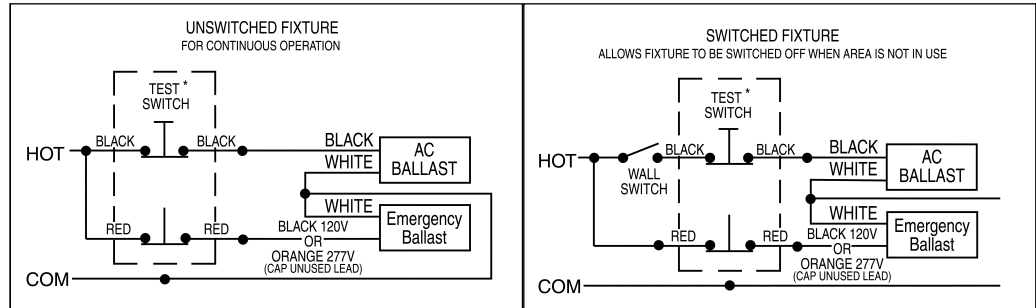 UNSWITCHED FIXTURE
FOR CONTINUOUS OPERATION
TEST *
SWITCH
HOT
BLACK
BLACK
BLACK
WHITE
AC
BALLAST
WHITE
Emergency
Ballast
RED
RED
BLACK 120V
OR
ORANGE 277V
(CAP UNUSED LEAD)
COM
SWITCHED FIXTURE
ALLOWS FIXTURE TO BE SWITCHED OFF WHEN AREA IS NOT IN USE
TEST *
SWITCH
HOT
WALL
SWITCH
BLACK
BLACK
BLACK
WHITE
AC
BALLAST
WHITE
Emergency
Ballast
RED
RED
BLACK 120V
OR
ORANGE 277V
(CAP UNUSED LEAD)
COM